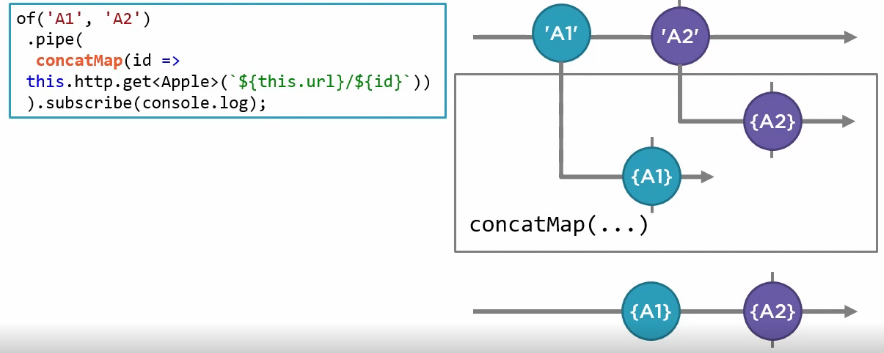 of('A1', 'A2')
.pipe(
concatMap(id =>
this.http.get<Apple>(`${this.url}/${id}`))
).subscribe(console.log);
'A1'
'A2'
{A2}
{A1}
concatMap(...)
{A1}
{A2}